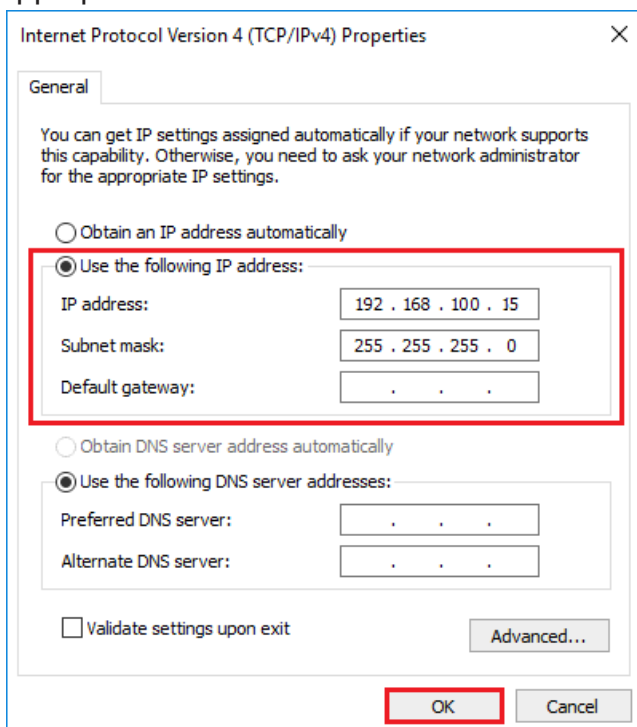 Internet Protocol Version 4 (TCP/IPv4) Properties
General
You can get IP settings assigned automatically if your network supports
this capability. Otherwise, you need to ask your network administrator
for the appropriate IP settings.
Obtain an IP address automatically
Use the following IP address:
IP address: 192 . 168 . 100 . 15
Subnet mask: 255 . 255 . 255 . 0
Default gateway: . . .
Obtain DNS server address automatically
Use the following DNS server addresses:
Preferred DNS server: . . .
Alternate DNS server: . . .
Validate settings upon exit
Advanced...
OK Cancel